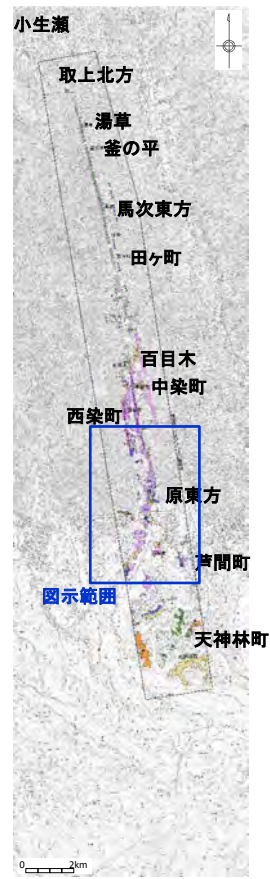 小生瀬
取上北方
湯草
釜の平
馬次東方
田ヶ町
百目木
中染町
西染町
原東方
芦間町
図示範囲
天神林町
0 2km